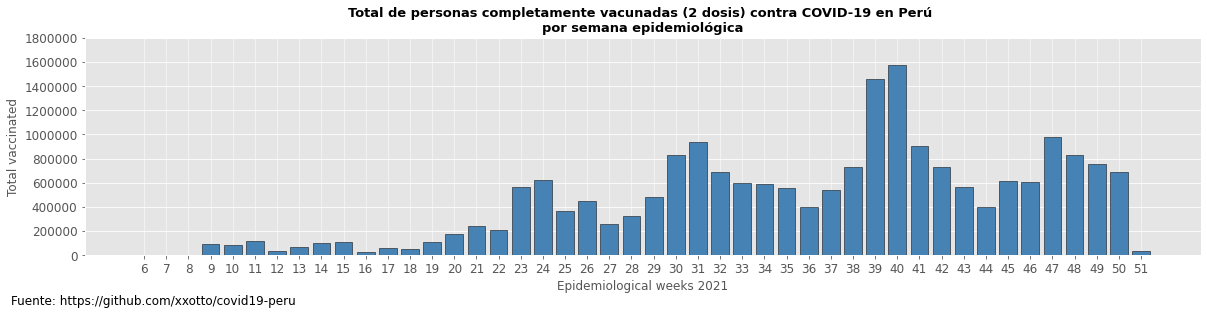 Total de personas completamente vacunadas (2 dosis) contra COVID-19 en Perú
por semana epidemiológica
Total vaccinated
1800000
1600000
1400000
1200000
1000000
800000
600000
400000
200000
0
6 7 8 9 10 11 12 13 14 15 16 17 18 19 20 21 22 23 24 25 26 27 28 29 30 31 32 33 34 35 36 37 38 39 40 41 42 43 44 45 46 47 48 49 50 51
Epidemiological weeks 2021
Fuente: https://github.com/xxotto/covid19-peru